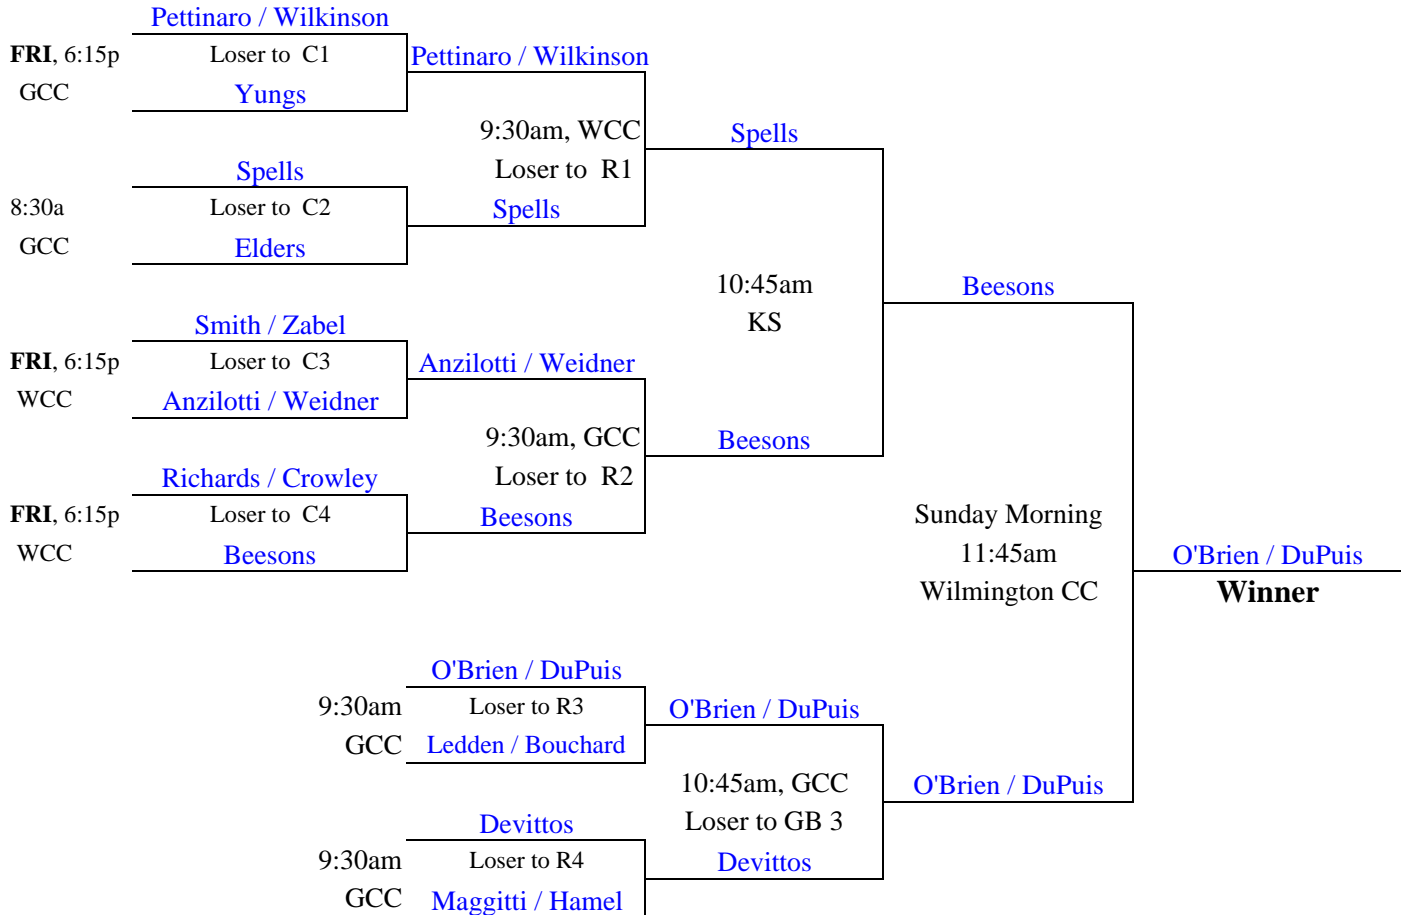 Pettinaro / Wilkinson
FRI, 6:15p Loser to C1 Pettinaro / Wilkinson
GCC Yungs
9:30am, WCC Spells
Spells Loser to R1
8:30a Loser to C2 Spells
GCC Elders
10:45am Beesons
Smith / Zabel KS
FRI, 6:15p Loser to C3 Anzilotti / Weidner
WCC Anzilotti / Weidner
9:30am, GCC Beesons
Richards / Crowley Loser to R2
FRI, 6:15p Loser to C4 Beesons Sunday Morning
WCC Beesons 11:45am O'Brien / DuPuis
Wilmington CC Winner
O'Brien / DuPuis
9:30am Loser to R3 O'Brien / DuPuis
GCC Ledden / Bouchard
10:45am, GCC O'Brien / DuPuis
Devittos Loser to GB 3
9:30am Loser to R4 Devittos
GCC Maggitti / Hamel